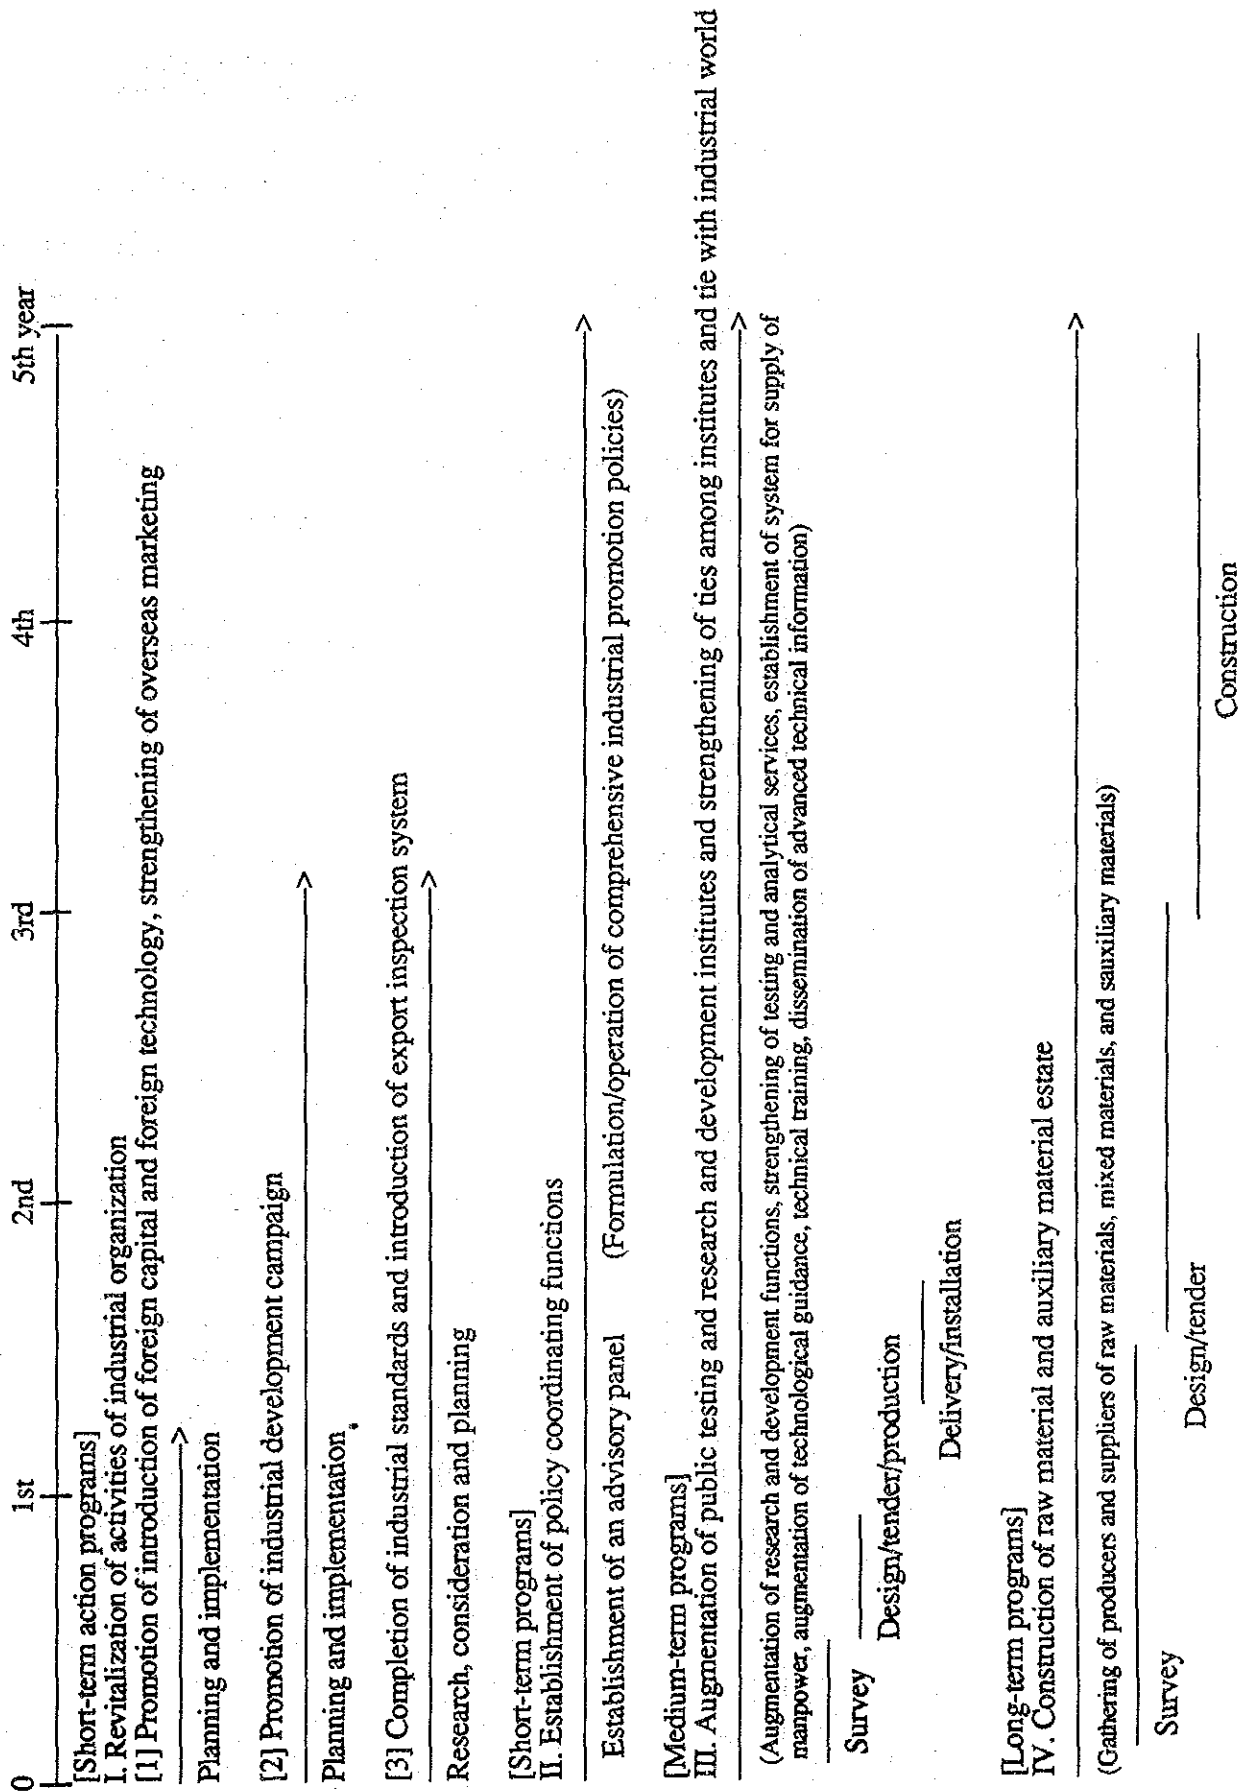 0 1st 2nd 3rd 4th 5th year
[Short-term action programs]
I. Revitalization of activities of industrial organization
[1] Promotion of introduction of foreign capital and foreign technology, strengthening of overseas marketing
Planning and implementation
[2] Promotion of industrial development campaign
Planning and implementation
[3] Completion of industrial standards and introduction of export inspection system
Research, consideration and planning
[Short-term programs]
II. Establishment of policy coordinating functions
Establishment of an advisory panel (Formulation/operation of comprehensive industrial promotion policies)
[Medium-term programs]
III. Augmentation of public testing and research and development institutes and strengthening of ties among institutes and tie with industrial world
(Augmentation of research and development functions, strengthening of testing and analytical services, establishment of system for supply of
manpower, augmentation of technological guidance, technical training, dissemination of advanced technical information)
Survey
Design/tender/production
Delivery/installation
[Long-term programs]
IV. Construction of raw material and auxiliary material estate
(Gathering of producers and suppliers of raw materials, mixed materials, and sauxiliary materials)
Survey
Design/tender
Construction